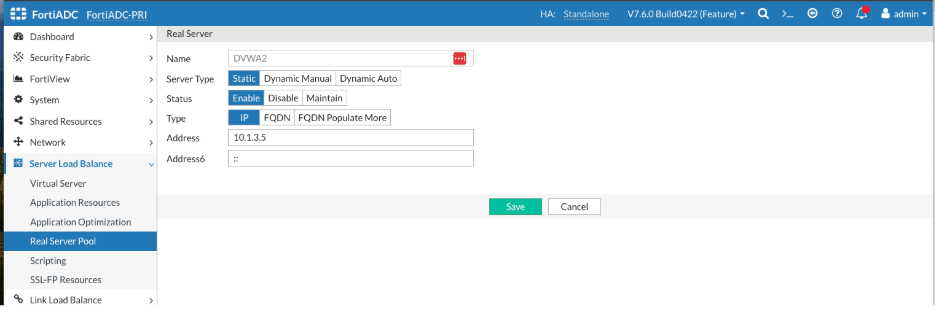 FortiADC FortiADC-PRI HA: Standalone V7.6.0 Build0422 (Feature) >_ admin
Dashboard
Security Fabric
FortiView
System
Shared Resources
Network
Server Load Balance
Virtual Server
Application Resources
Application Optimization
Real Server Pool
Scripting
SSL-FP Resources
Link Load Balance
Real Server
Name DVWA2
Server Type Static Dynamic Manual Dynamic Auto
Status Enable Disable Maintain
Type IP FQDN FQDN Populate More
Address 10.1.3.5
Address6 ::
Save Cancel